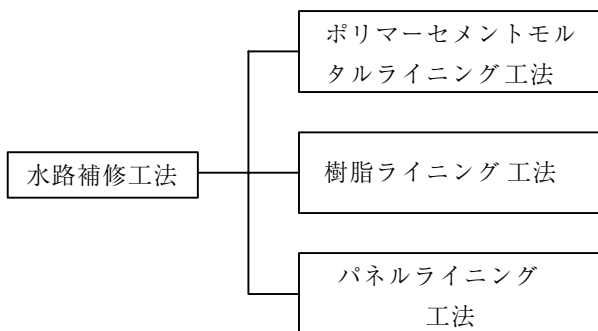 水路補修工法
ポリマーセメントモル
タルライニング工法
樹脂ライニング工法
パネルライニング
工法